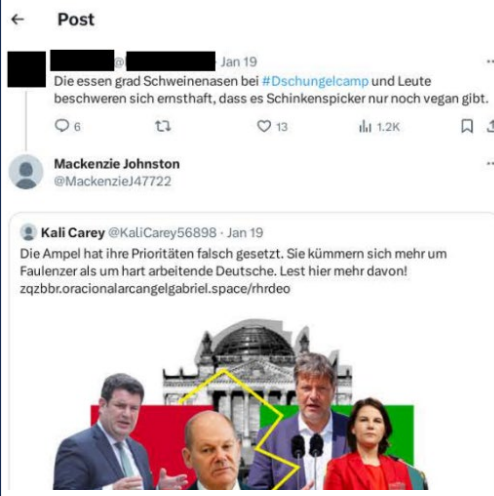 Post
@
· Jan 19
Die essen grad Schweinenasen bei #Dschungelcamp und Leute
beschweren sich ernsthaft, dass es Schinkenspicker nur noch vegan gibt.
6
13
1.2K
Mackenzie Johnston
@MackenzieJ47722
Kali Carey @KaliCarey56898 · Jan 19
Die Ampel hat ihre Prioritäten falsch gesetzt. Sie kümmern sich mehr um
Faulenzer als um hart arbeitende Deutsche. Lest hier mehr davon!
zqzbbr.oracionalarcangelgabriel.space/rhrdeo